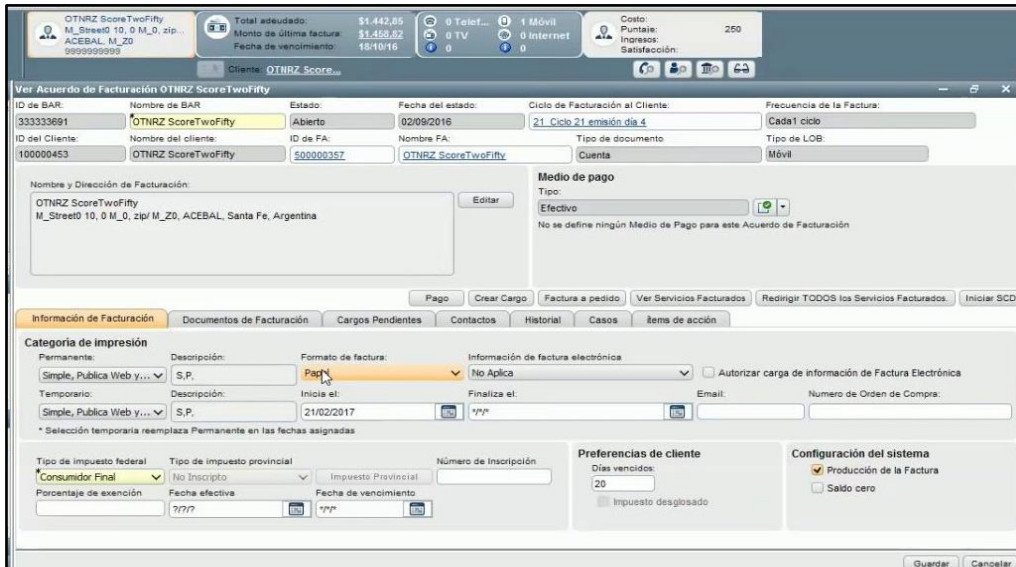 OTNRZ ScoreTwoFifty
M_Street0 10, 0 M_0, zip...
ACEBAL, M_Z0
9999999999
Total adeudado: $1.442,85
Monto de última factura: $1.458,82
Fecha de vencimiento: 18/10/16
0 Telef... 1 Móvil
0 TV 0 Internet
0 0
Costo:
Puntaje: 250
Ingresos:
Satisfacción:
Cliente: OTNRZ Score...
Ver Acuerdo de Facturación OTNRZ ScoreTwoFifty
ID de BAR: Nombre de BAR Estado: Fecha del estado: Ciclo de Facturación al Cliente: Frecuencia de la Factura:
333333691 *OTNRZ ScoreTwoFifty Abierto 02/09/2016 21 Ciclo 21 emisión día 4 Cada1 ciclo
ID del Cliente: Nombre del cliente: ID de FA: Nombre FA: Tipo de documento Tipo de LOB:
100000453 OTNRZ ScoreTwoFifty 500000357 OTNRZ ScoreTwoFifty Cuenta Móvil
Nombre y Dirección de Facturación:
OTNRZ ScoreTwoFifty
M_Street0 10, 0 M_0, zip/ M_Z0, ACEBAL, Santa Fe, Argentina
Editar
Medio de pago
Tipo:
Efectivo
No se define ningún Medio de Pago para este Acuerdo de Facturación
Pago Crear Cargo Factura a pedido Ver Servicios Facturados Redirigir TODOS los Servicios Facturados. Iniciar SCD
Información de Facturación Documentos de Facturación Cargos Pendientes Contactos Historial Casos Ítems de acción
Categoría de impresión
Permanente: Descripción: Formato de factura: Información de factura electrónica
Simple, Publica Web y... S,P, Papel No Aplica Autorizar carga de información de Factura Electrónica
Temporario: Descripción: Inicia el: Finaliza el: Email: Numero de Orden de Compra:
Simple, Publica Web y... S,P, 21/02/2017 */*/*
* Selección temporaria reemplaza Permanente en las fechas asignadas
Tipo de impuesto federal Tipo de impuesto provincial Número de Inscripción
*Consumidor Final No Inscripto Impuesto Provincial
Porcentaje de exención Fecha efectiva Fecha de vencimiento
?/?/? */*/*
Preferencias de cliente
Días vencidos:
20
Impuesto desglosado
Configuración del sistema
Producción de la Factura
Saldo cero
Guardar Cancelar